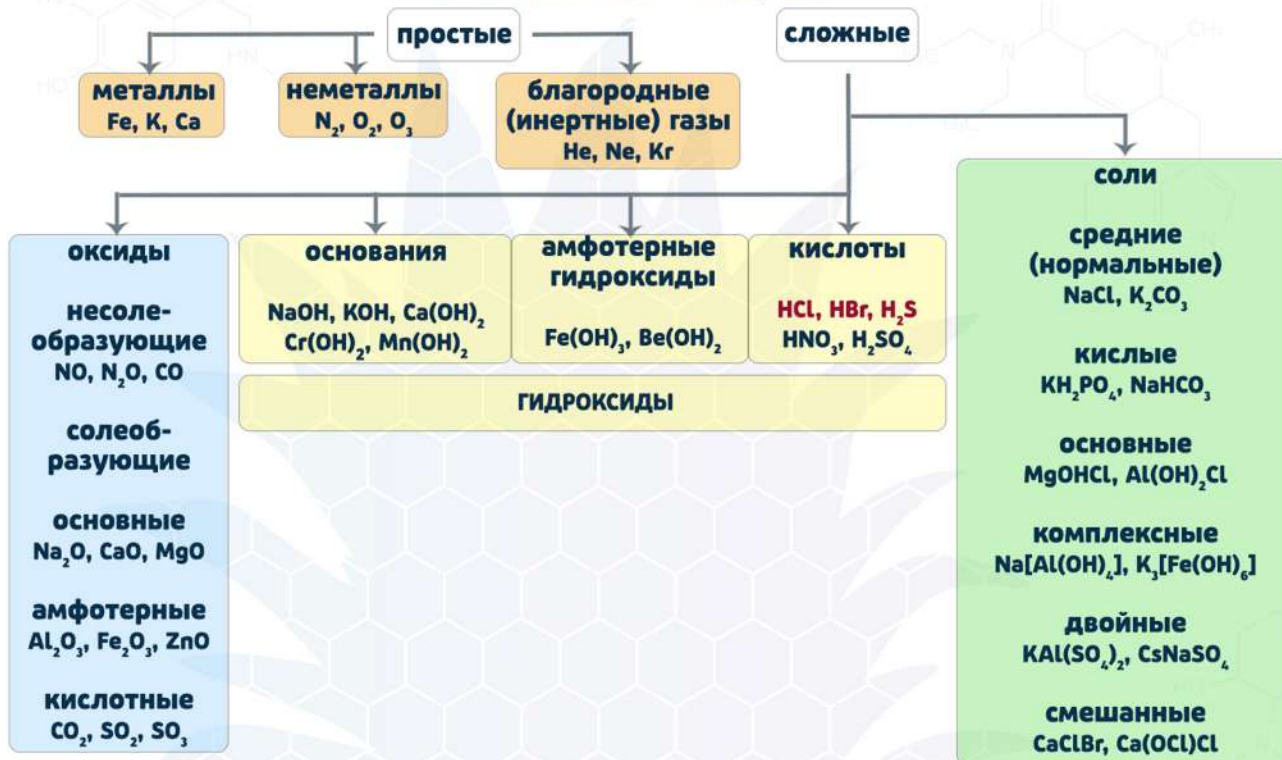 простые
сложные
металлы
Fe, K, Ca
неметаллы
N₂, O₂, O₃
благородные
(инертные) газы
He, Ne, Kr
оксиды
несоле-
образующие
NO, N₂O, CO
солеоб-
разующие
основные
Na₂O, CaO, MgO
амфотерные
Al₂O₃, Fe₂O₃, ZnO
кислотные
CO₂, SO₂, SO₃
основания
NaOH, KOH, Ca(OH)₂
Cr(OH)₂, Mn(OH)₂
амфотерные
гидроксиды
Fe(OH)₃, Be(OH)₂
кислоты
HCl, HBr, H₂S
HNO₃, H₂SO₄
ГИДРОКСИДЫ
соли
средние
(нормальные)
NaCl, K₂CO₃
кислые
KH₂PO₄, NaHCO₃
основные
MgOHCl, Al(OH)₂Cl
комплексные
Na[Al(OH)₄], K₃[Fe(OH)₆]
двойные
KAl(SO₄)₂, CsNaSO₄
смешанные
CaClBr, Ca(OCl)Cl